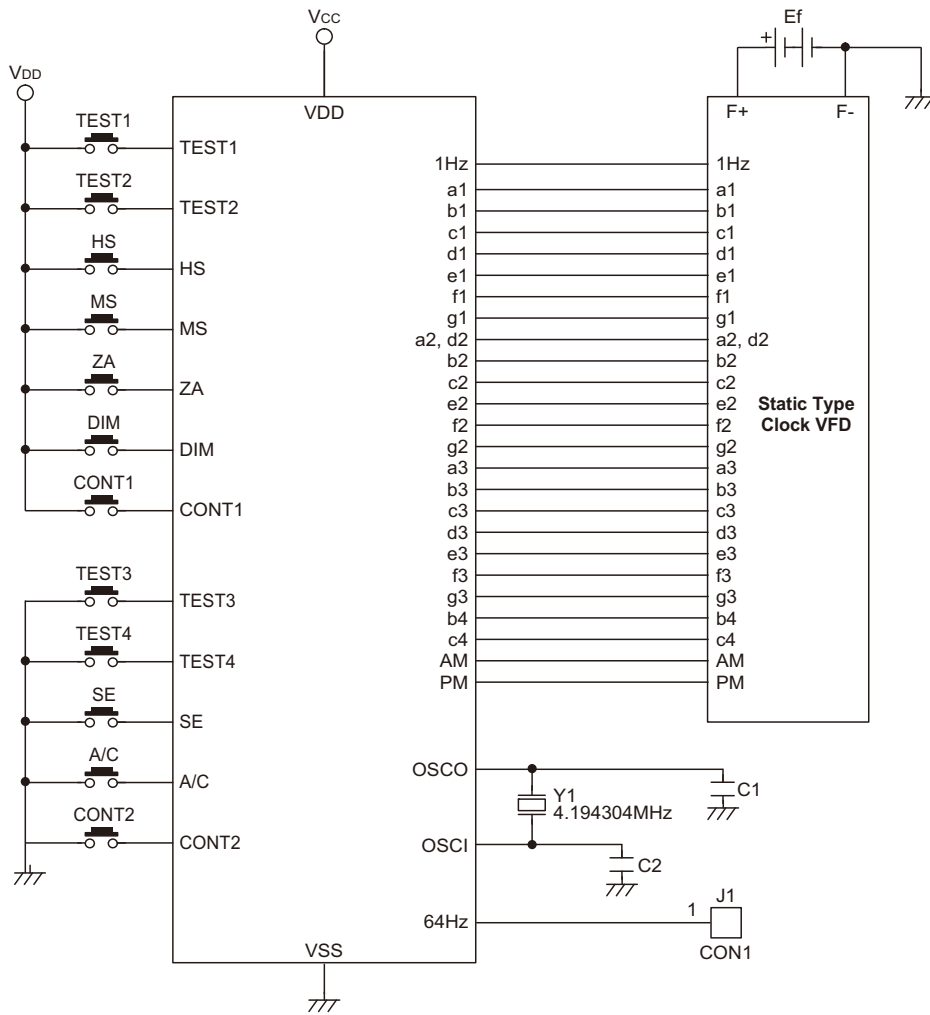 VCC
Ef
+
VDD
VDD
F+ F-
TEST1
TEST1
TEST2
TEST2
HS
HS
MS
MS
ZA
ZA
DIM
DIM
CONT1
CONT1
TEST3
TEST3
TEST4
TEST4
SE
SE
A/C
A/C
CONT2
CONT2
VSS
1Hz 1Hz
a1 a1
b1 b1
c1 c1
d1 d1
e1 e1
f1 f1
g1 g1
a2, d2 a2, d2
b2 b2
c2 c2
e2 e2
f2 f2
g2 g2
a3 a3
b3 b3
c3 c3
d3 d3
e3 e3
f3 f3
g3 g3
b4 b4
c4 c4
AM AM
PM PM
Static Type
Clock VFD
OSCO
C1
Y1
4.194304MHz
OSCI
C2
64Hz
1
J1
CON1